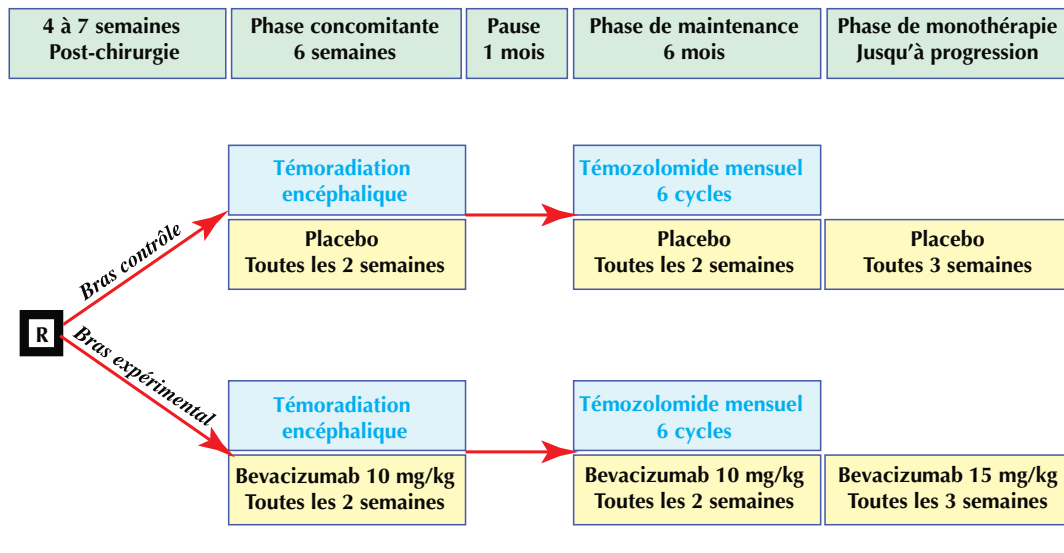 4 à 7 semaines
Post-chirurgie
Phase concomitante
6 semaines
Pause
1 mois
Phase de maintenance
6 mois
Phase de monothérapie
Jusqu'à progression
Témoradiation
encéphalique
Témozolomide mensuel
6 cycles
Placebo
Toutes les 2 semaines
Placebo
Toutes les 2 semaines
Placebo
Toutes 3 semaines
Bras contrôle
R
Bras expérimental
Témoradiation
encéphalique
Témozolomide mensuel
6 cycles
Bevacizumab 10 mg/kg
Toutes les 2 semaines
Bevacizumab 10 mg/kg
Toutes les 2 semaines
Bevacizumab 15 mg/kg
Toutes les 3 semaines